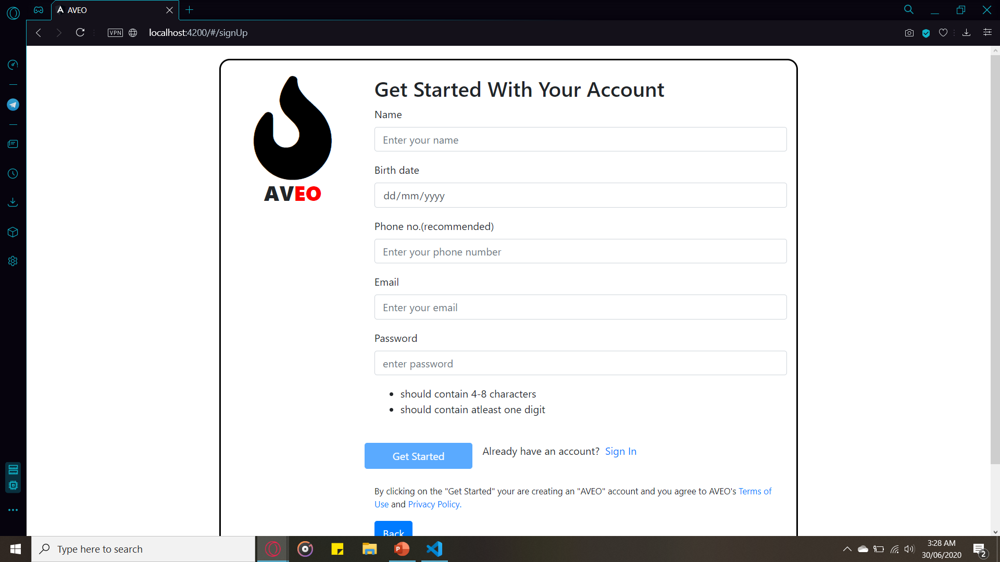 AVEO
VPN
localhost:4200/#/signUp
Get Started With Your Account
Name
Enter your name
Birth date
dd/mm/yyyy
Phone no.(recommended)
Enter your phone number
Email
Enter your email
Password
enter password
should contain 4-8 characters
should contain atleast one digit
AVEO
Get Started
Already have an account? Sign In
By clicking on the "Get Started" your are creating an "AVEO" account and you agree to AVEO's Terms of
Use and Privacy Policy.
Back
Type here to search
P
3:28 AM
30/06/2020
2